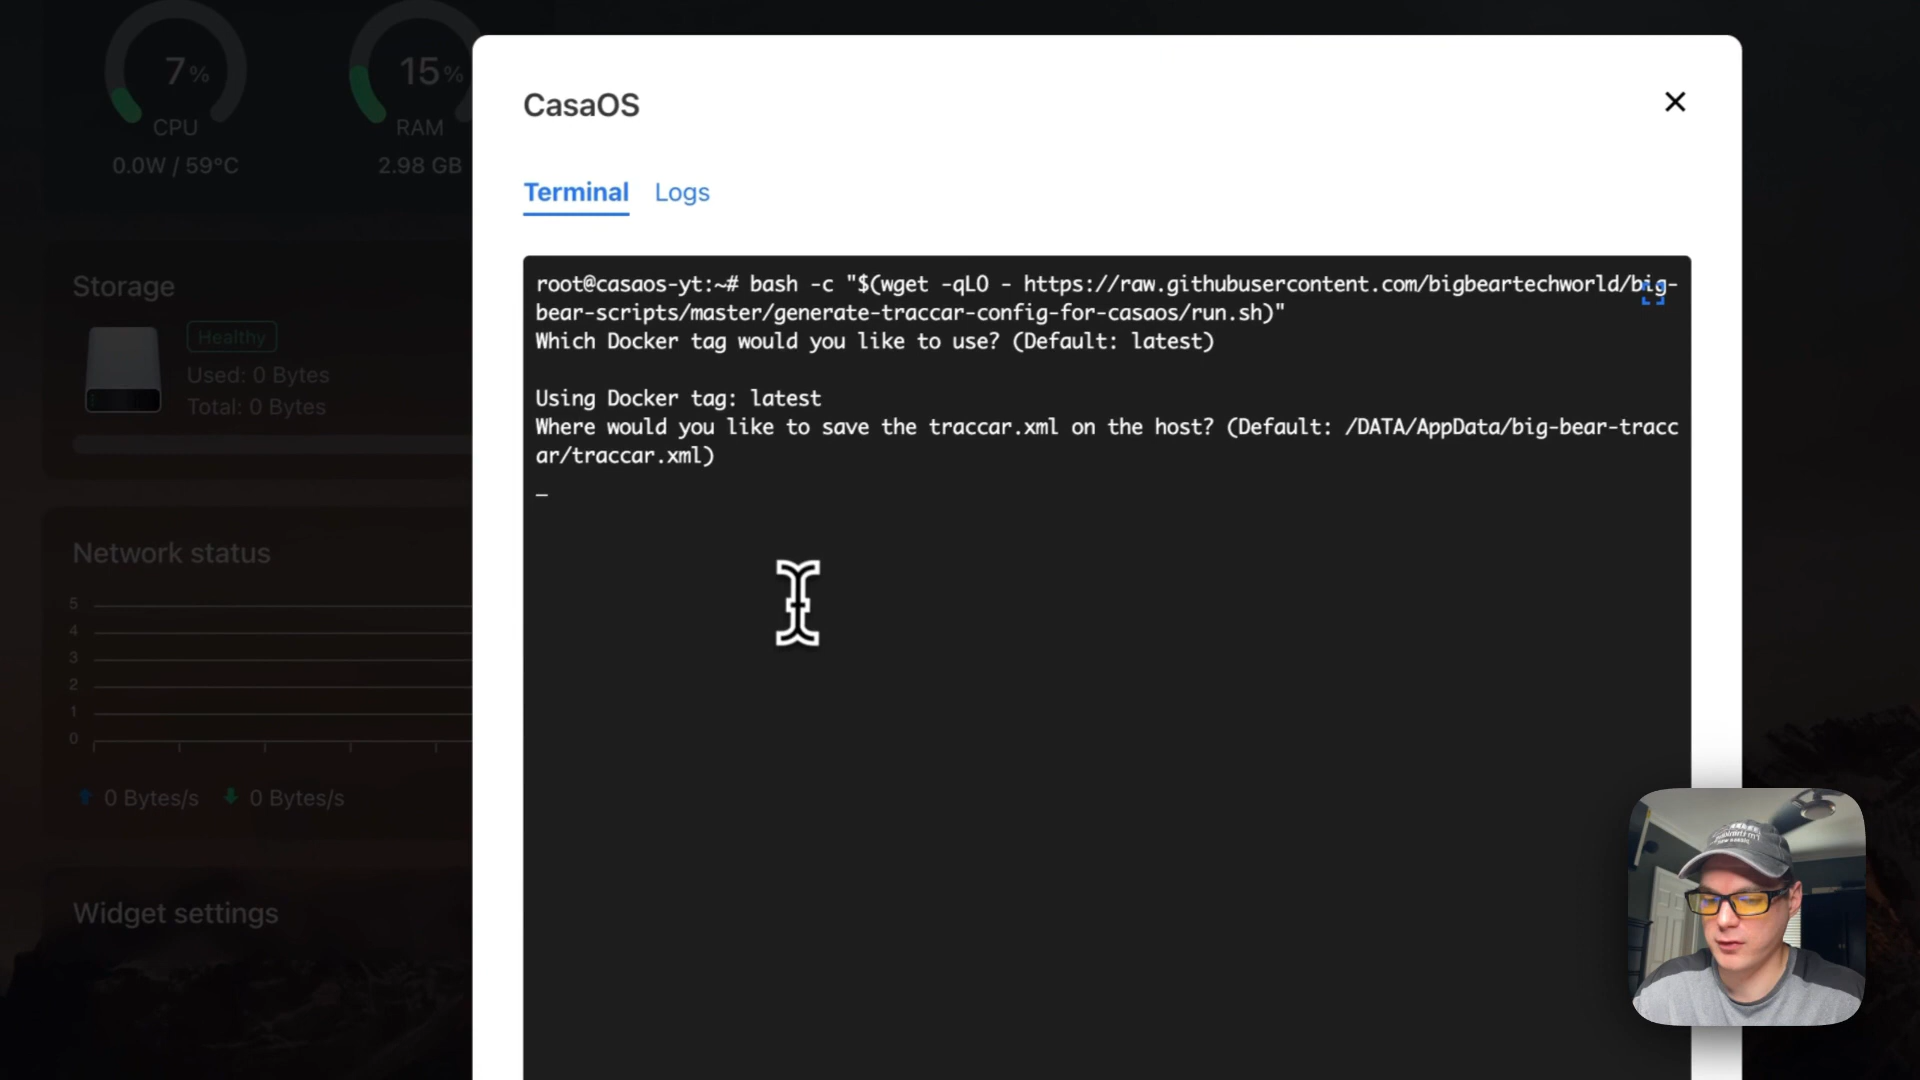 7%
CPU
0.0W / 59°C
15%
RAM
2.98 GB
Storage
Healthy
Used: 0 Bytes
Total: 0 Bytes
Network status
5
4
3
2
1
0
0 Bytes/s
0 Bytes/s
Widget settings
CasaOS
Terminal
Logs
root@casaos-yt:~# bash -c "$(wget -qLO - https://raw.githubusercontent.com/bigbeartechworld/big-
bear-scripts/master/generate-traccar-config-for-casaos/run.sh)"
Which Docker tag would you like to use? (Default: latest)
Using Docker tag: latest
Where would you like to save the traccar.xml on the host? (Default: /DATA/AppData/big-bear-tracc
ar/traccar.xml)
_